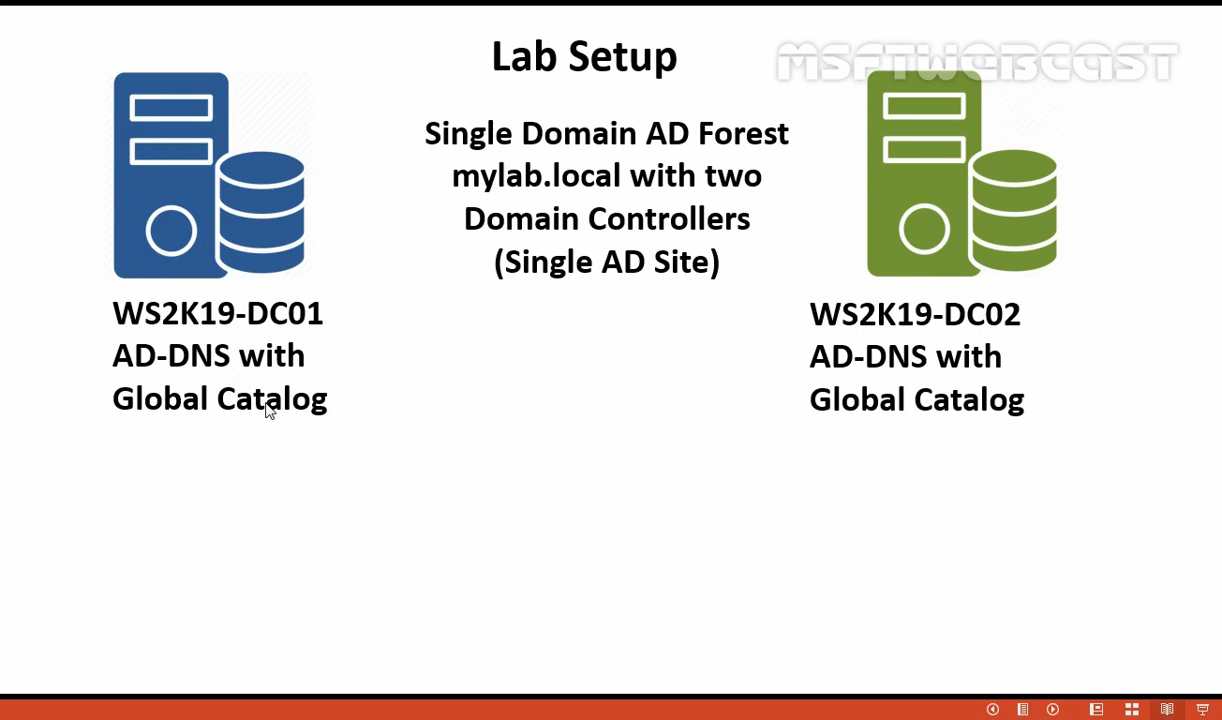 Lab Setup
MSFTWEBCAST
Single Domain AD Forest
mylab.local with two
Domain Controllers
(Single AD Site)
WS2K19-DC01
AD-DNS with
Global Catalog
WS2K19-DC02
AD-DNS with
Global Catalog